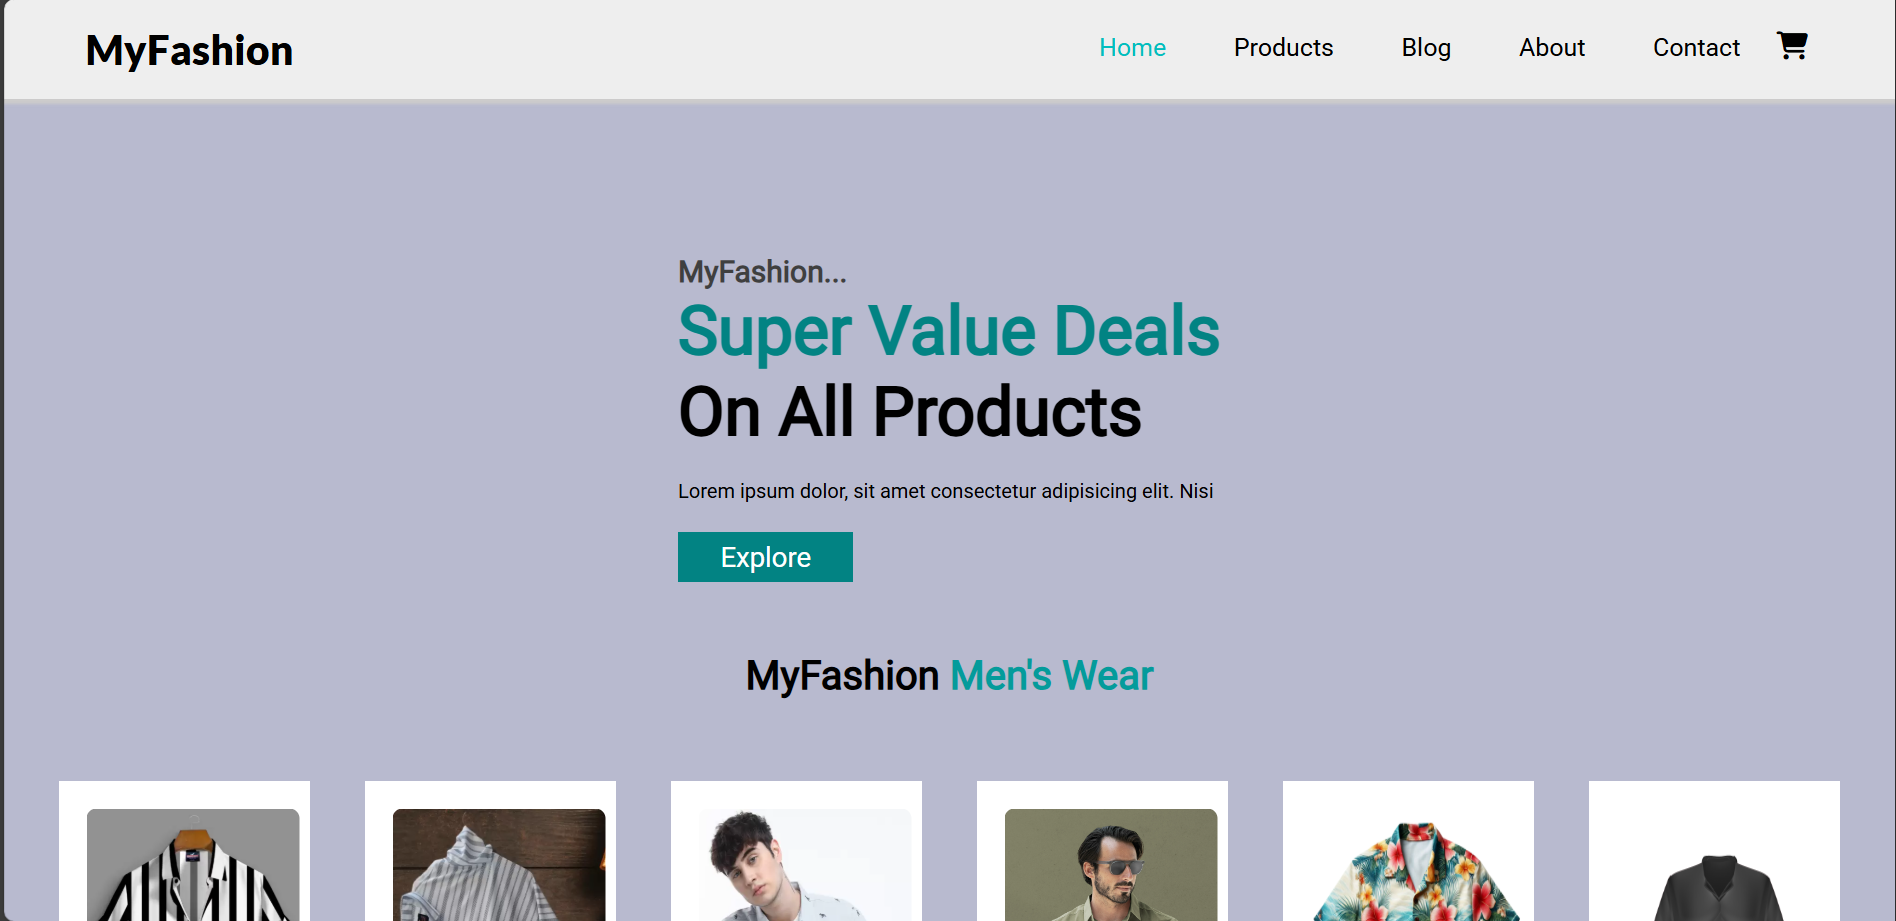 MyFashion
Home Products Blog About Contact
MyFashion...
Super Value Deals
On All Products
Lorem ipsum dolor, sit amet consectetur adipisicing elit. Nisi
Explore
MyFashion Men's Wear